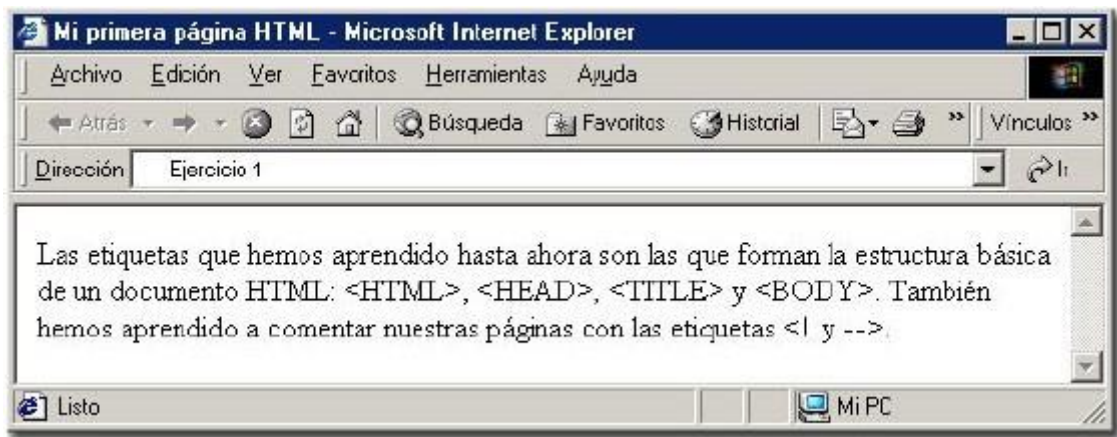 Mi primera página HTML - Microsoft Internet Explorer
Archivo Edición Ver Favoritos Herramientas Ayuda
Atrás Búsqueda Favoritos Historial Vínculos
Dirección Ejercicio 1 Ir
Las etiquetas que hemos aprendido hasta ahora son las que forman la estructura básica
de un documento HTML: <HTML>, <HEAD>, <TITLE> y <BODY>. También
hemos aprendido a comentar nuestras páginas con las etiquetas <! y -->.
Listo Mi PC